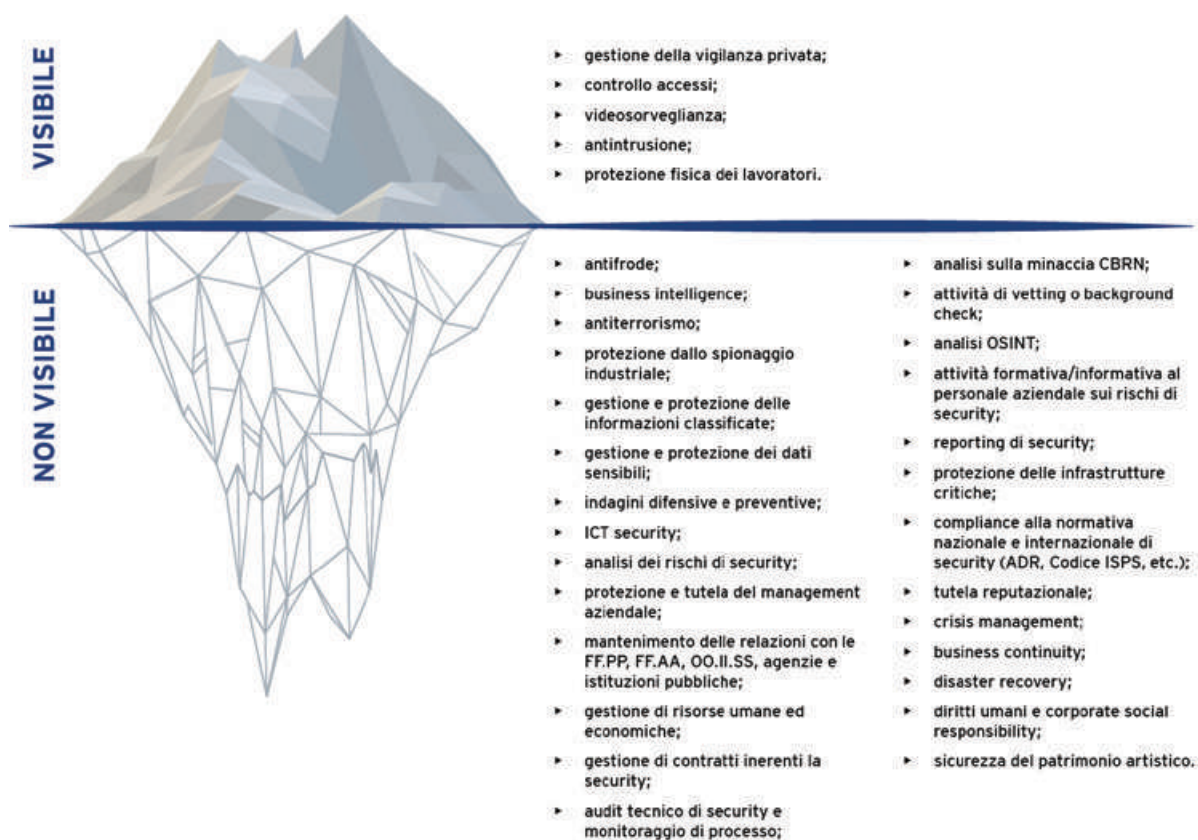 VISIBILE
‣ gestione della vigilanza privata;
‣ controllo accessi;
‣ videosorveglianza;
‣ antintrusione;
‣ protezione fisica dei lavoratori.
NON VISIBILE
‣ antifrode;
‣ business intelligence;
‣ antiterrorismo;
‣ protezione dallo spionaggio
industriale;
‣ gestione e protezione delle
informazioni classificate;
‣ gestione e protezione dei dati
sensibili;
‣ indagini difensive e preventive;
‣ ICT security;
‣ analisi dei rischi di security;
‣ protezione e tutela del management
aziendale;
‣ mantenimento delle relazioni con le
FF.PP, FF.AA, OO.II.SS, agenzie e
istituzioni pubbliche;
‣ gestione di risorse umane ed
economiche;
‣ gestione di contratti inerenti la
security;
‣ audit tecnico di security e
monitoraggio di processo;
‣ analisi sulla minaccia CBRN;
‣ attività di vetting o background
check;
‣ analisi OSINT;
‣ attività formativa/informativa al
personale aziendale sui rischi di
security;
‣ reporting di security;
‣ protezione delle infrastrutture
critiche;
‣ compliance alla normativa
nazionale e internazionale di
security (ADR, Codice ISPS, etc.);
‣ tutela reputazionale;
‣ crisis management;
‣ business continuity;
‣ disaster recovery;
‣ diritti umani e corporate social
responsibility;
‣ sicurezza del patrimonio artistico.